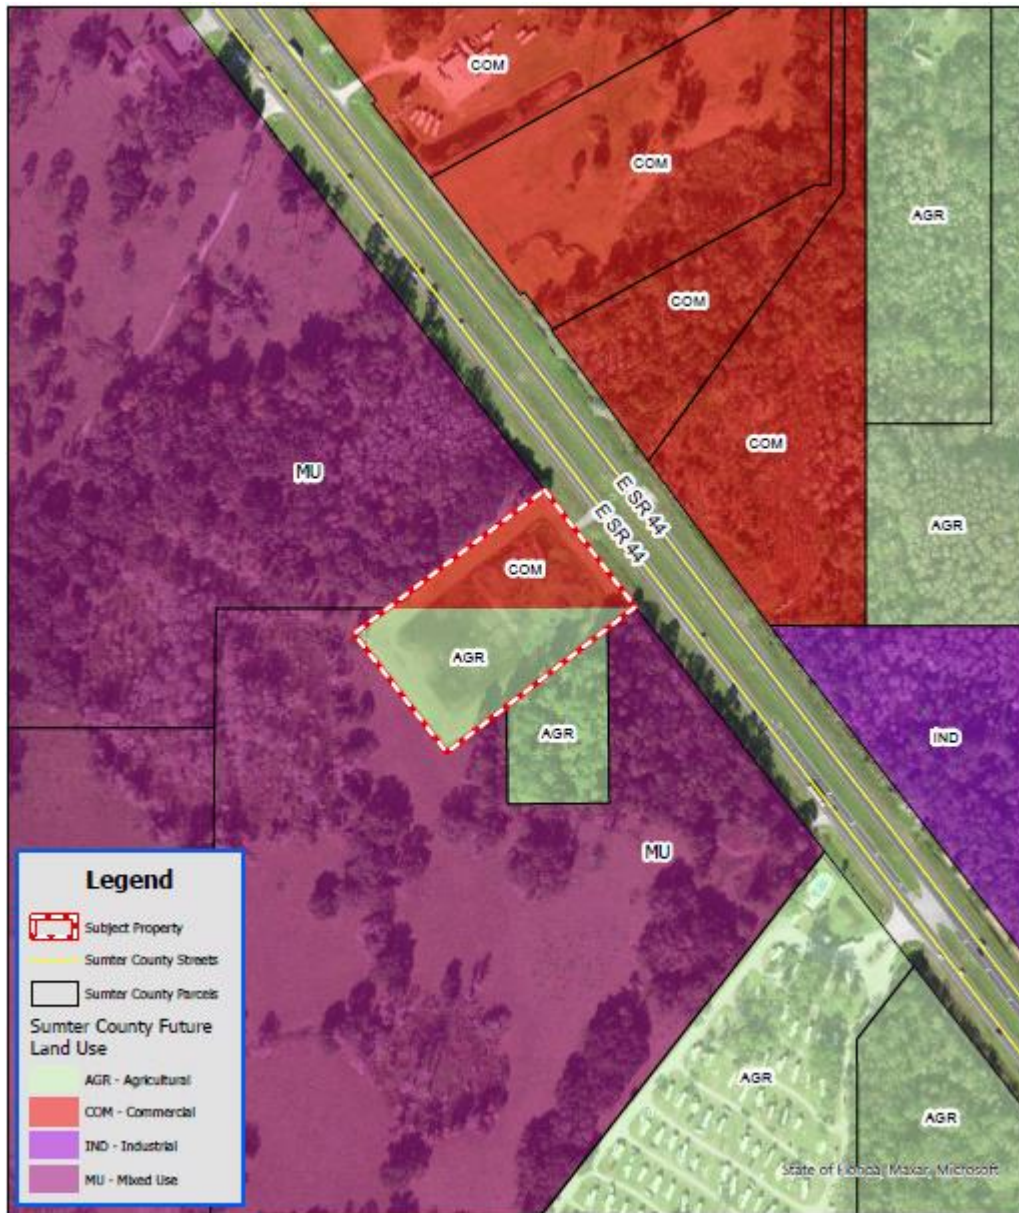 COM
COM
AGR
COM
COM
MU
E SR 44
E SR 44
AGR
COM
AGR
AGR
IND
MU
AGR
AGR
Legend
Subject Property
Sumter County Streets
Sumter County Parcels
Sumter County Future
Land Use
AGR - Agricultural
COM - Commercial
IND - Industrial
MU - Mixed Use
State of Florida, Maxar, Microsoft